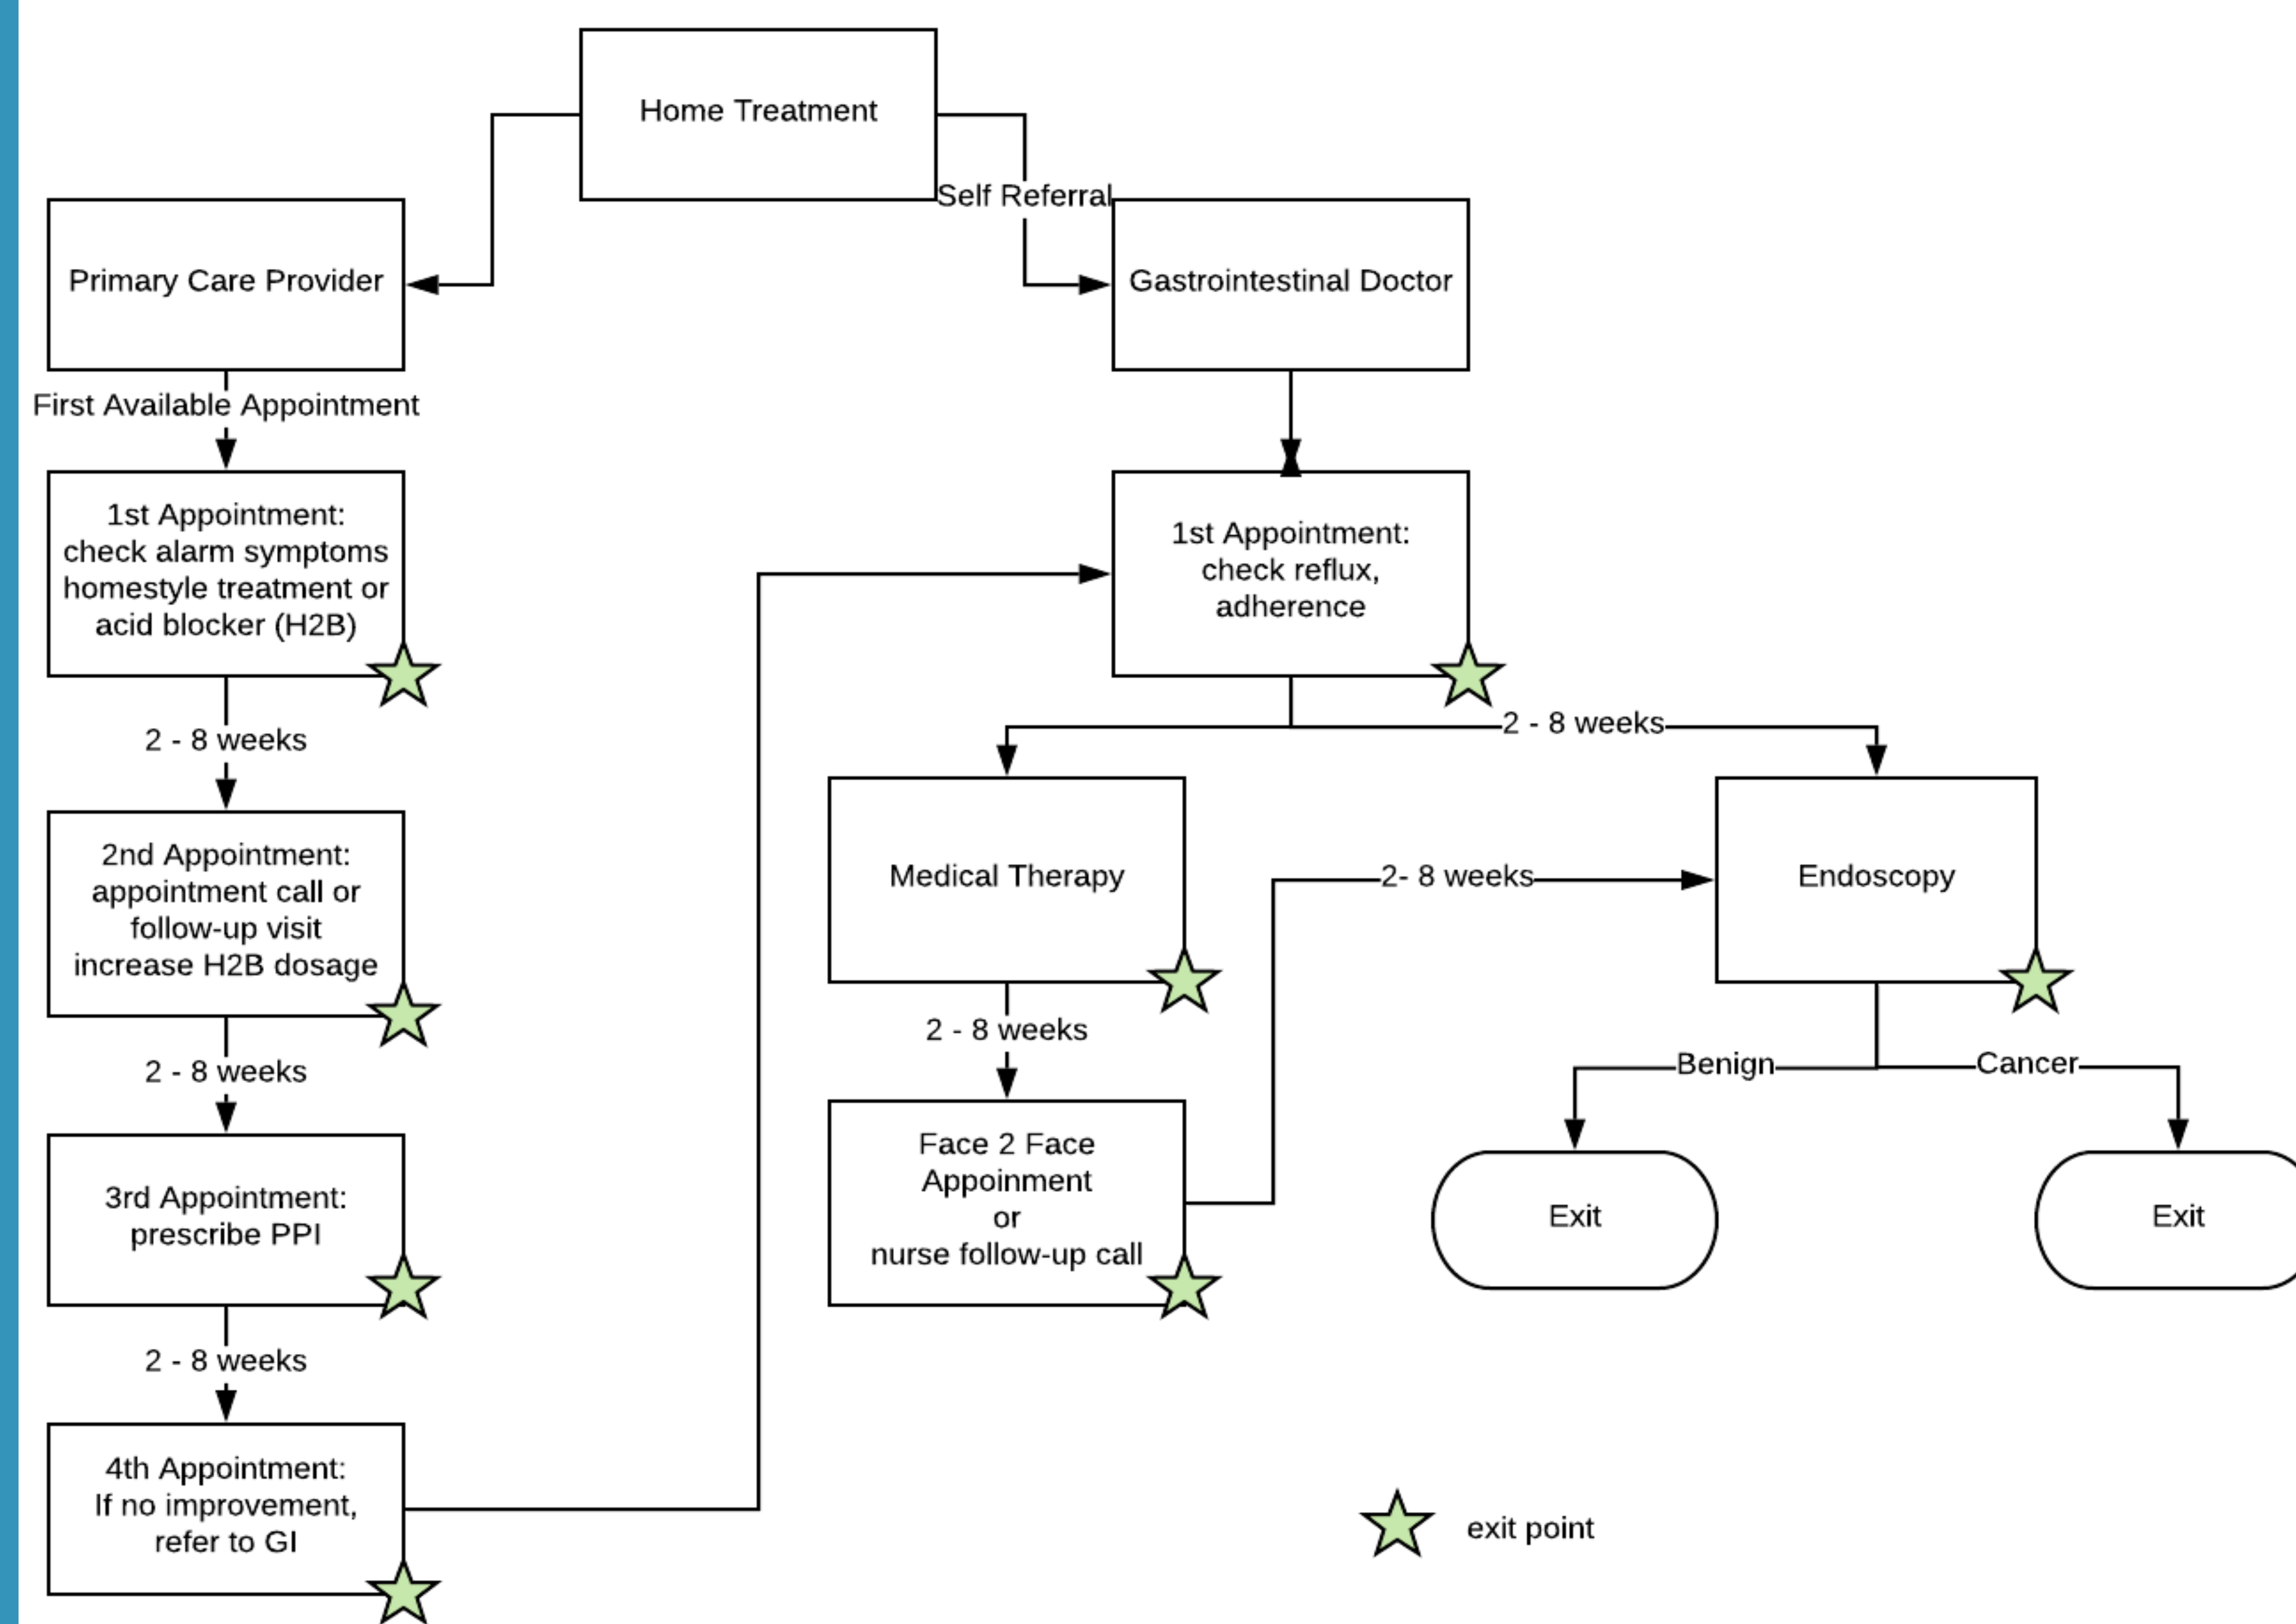 Home Treatment
Self Referral
Primary Care Provider
Gastrointestinal Doctor
First Available Appointment
1st Appointment:
check alarm symptoms
homestyle treatment or
acid blocker (H2B)
2 - 8 weeks
2nd Appointment:
appointment call or
follow-up visit
increase H2B dosage
2 - 8 weeks
3rd Appointment:
prescribe PPI
2 - 8 weeks
4th Appointment:
If no improvement,
refer to GI
1st Appointment:
check reflux,
adherence
2 - 8 weeks
Medical Therapy
2 - 8 weeks
Face 2 Face
Appoinment
or
nurse follow-up call
2- 8 weeks
Endoscopy
Benign
Cancer
Exit
Exit
exit point